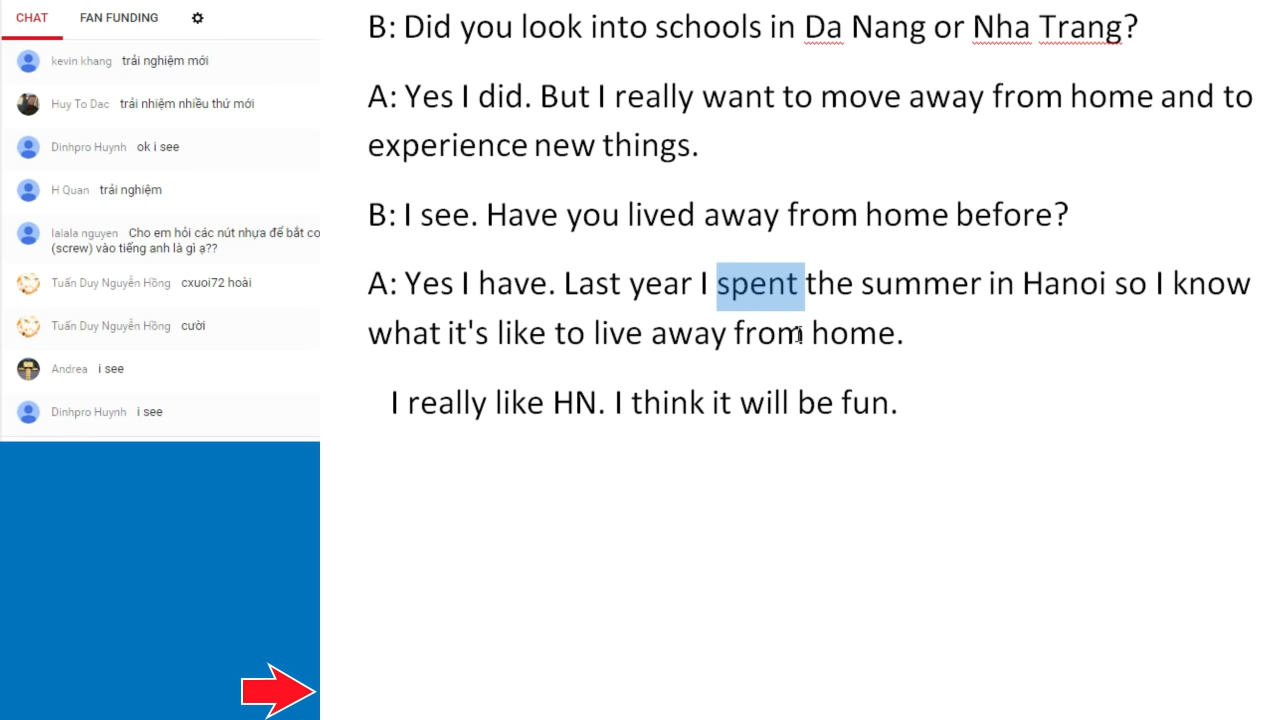 CHAT FAN FUNDING
kevin khang trải nghiệm mới
Huy To Dac trải nhiệm nhiều thứ mới
Dinhpro Huynh ok i see
H Quan trải nghiệm
lalala nguyen Cho em hỏi các nút nhựa để bắt co
(screw) vào tiếng anh là gì ạ??
Tuấn Duy Nguyễn Hồng cxuoi72 hoài
Tuấn Duy Nguyễn Hồng cười
Andrea i see
Dinhpro Huynh i see
B: Did you look into schools in Da Nang or Nha Trang?
A: Yes I did. But I really want to move away from home and to
experience new things.
B: I see. Have you lived away from home before?
A: Yes I have. Last year I spent the summer in Hanoi so I know
what it's like to live away from home.
I really like HN. I think it will be fun.